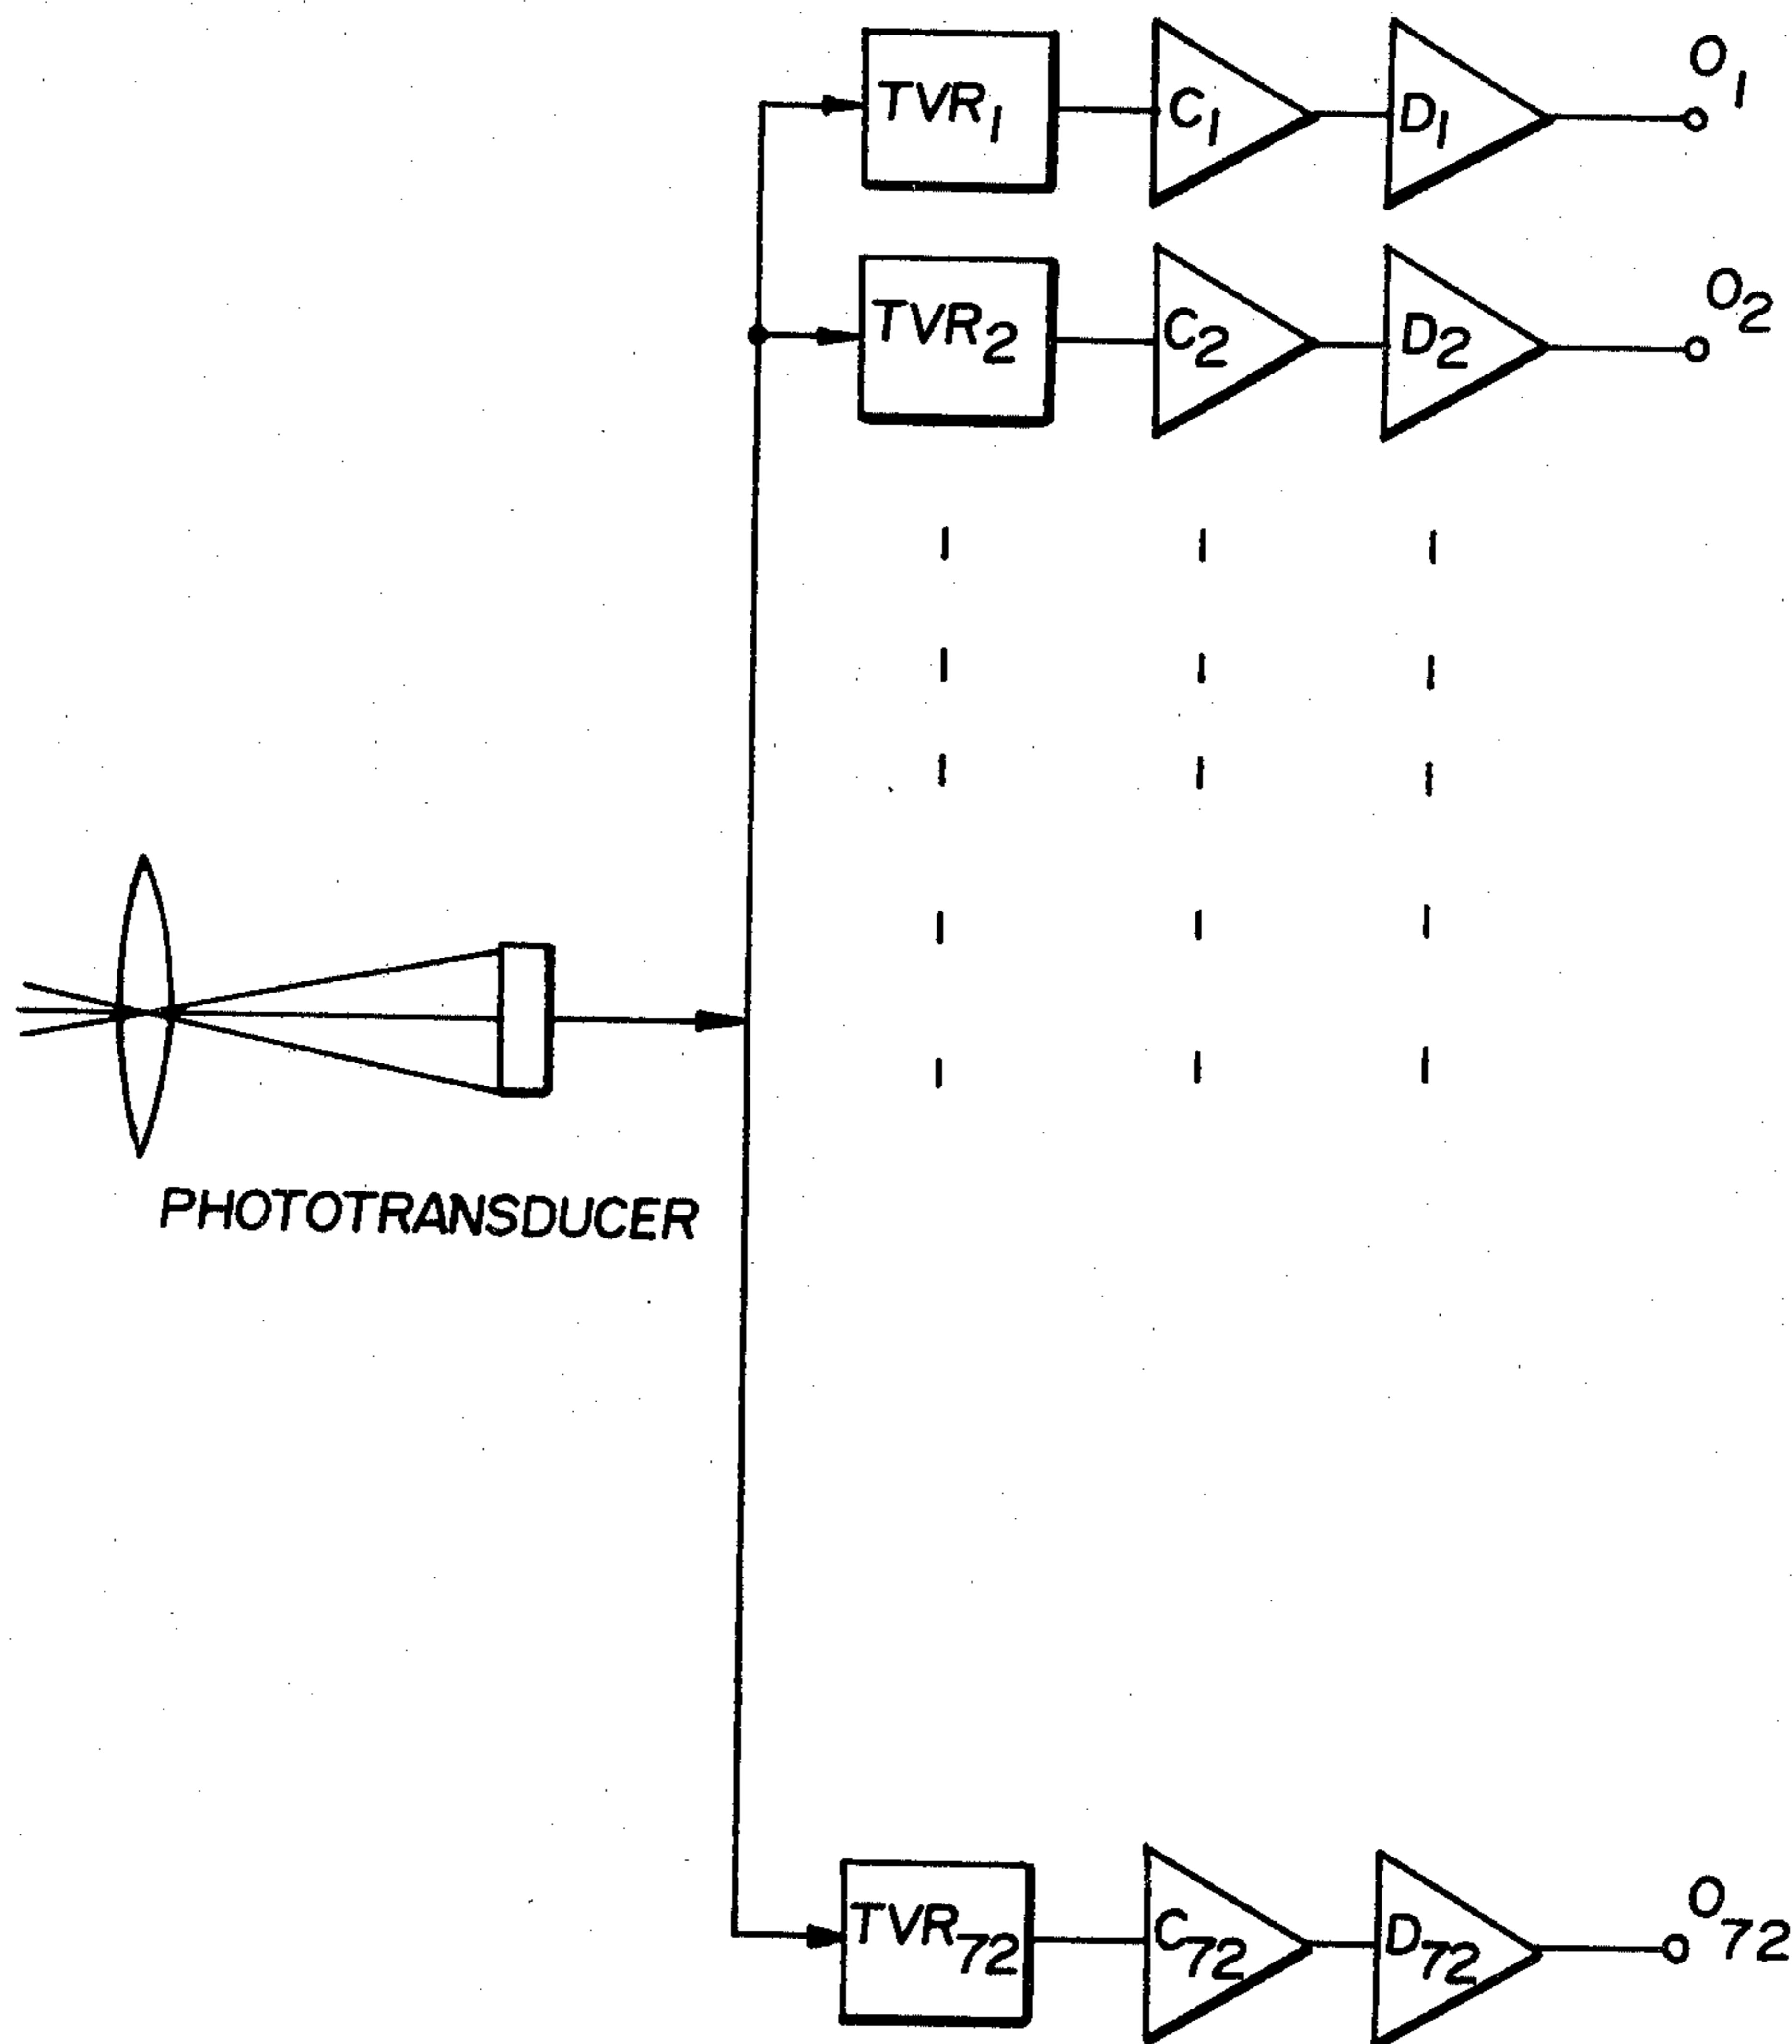 TVR1 C1 D1 O1
TVR2 C2 D2 O2
PHOTOTRANSDUCER
TVR72 C72 D72 O72